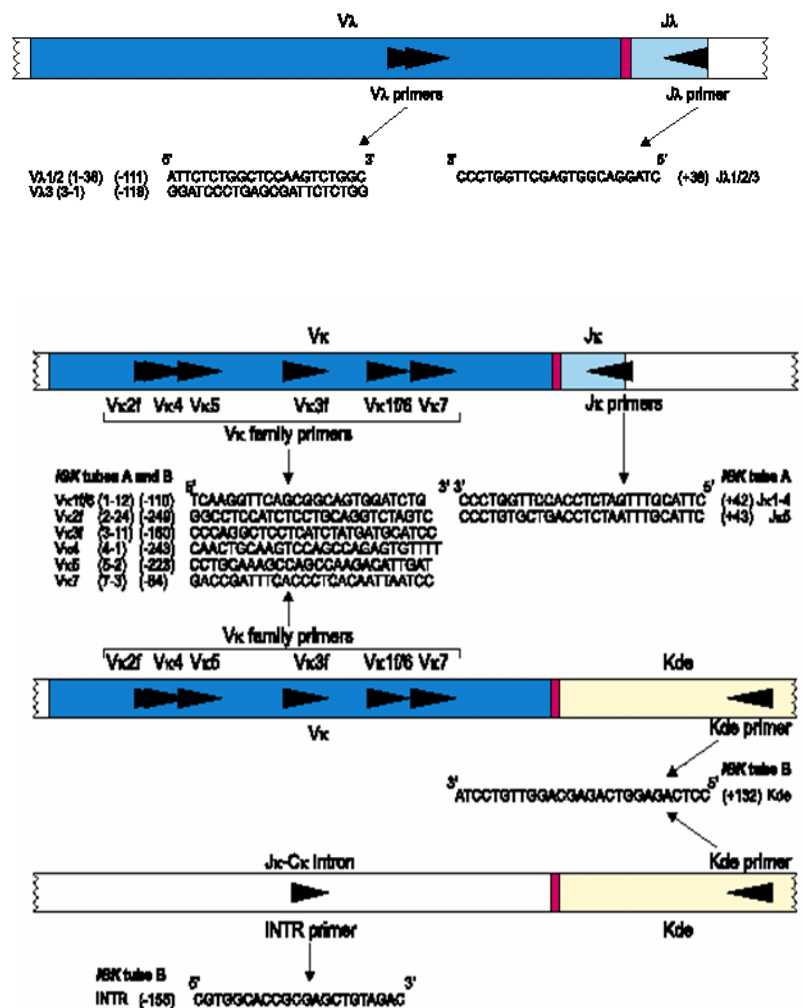 Vλ Jλ
Vλ primers Jλ primer
5' 3' 3' 5'
Vλ1/2 (1-36) (-111) ATTCTCTGGCTCCAAGTCTGGC CCCTGGTTCGAGTGGCAGGATC (+36) Jλ1/2/3
Vλ3 (3-1) (-118) GGATCCCTGAGCGATTCTCTGG
Vκ Jκ
Vκ2f Vκ4 Vκ5 Vκ3f Vκ1f/6 Vκ7 Jκ primers
Vκ family primers
IGK tubes A and B IGK tube A
5' 3' 3' 5'
Vκ1f/6 (1-12) (-110) TCAAGGTTCAGCGGCAGTGGATCTG CCCTGGTTCCACCTCTAGTTTGCATTC (+42) Jκ1-4
Vκ2f (2-24) (-249) GGCCTCCATCTCCTGCAGGTCTAGTC CCCTGTGCTGACCTCTAATTTGCATTC (+43) Jκ5
Vκ3f (3-11) (-160) CCCAGGCTCCTCATCTATGATGCATCC
Vκ4 (4-1) (-243) CAACTGCAAGTCCAGCCAGAGTGTTTT
Vκ5 (5-2) (-223) CCTGCAAAGCCAGCCAAGACATTGAT
Vκ7 (7-3) (-84) GACCGATTTCACCCTCACAATTAATCC
Vκ family primers
Vκ2f Vκ4 Vκ5 Vκ3f Vκ1f/6 Vκ7 Kde
Vκ Kde primer
IGK tube B
3' 5'
ATCCTGTTGGACGAGACTGGAGACTCC (+132) Kde
Jκ-Cκ Intron Kde primer
INTR primer Kde
IGK tube B
5' 3'
INTR (-155) CGTGGCACCGCGAGCTGTAGAC